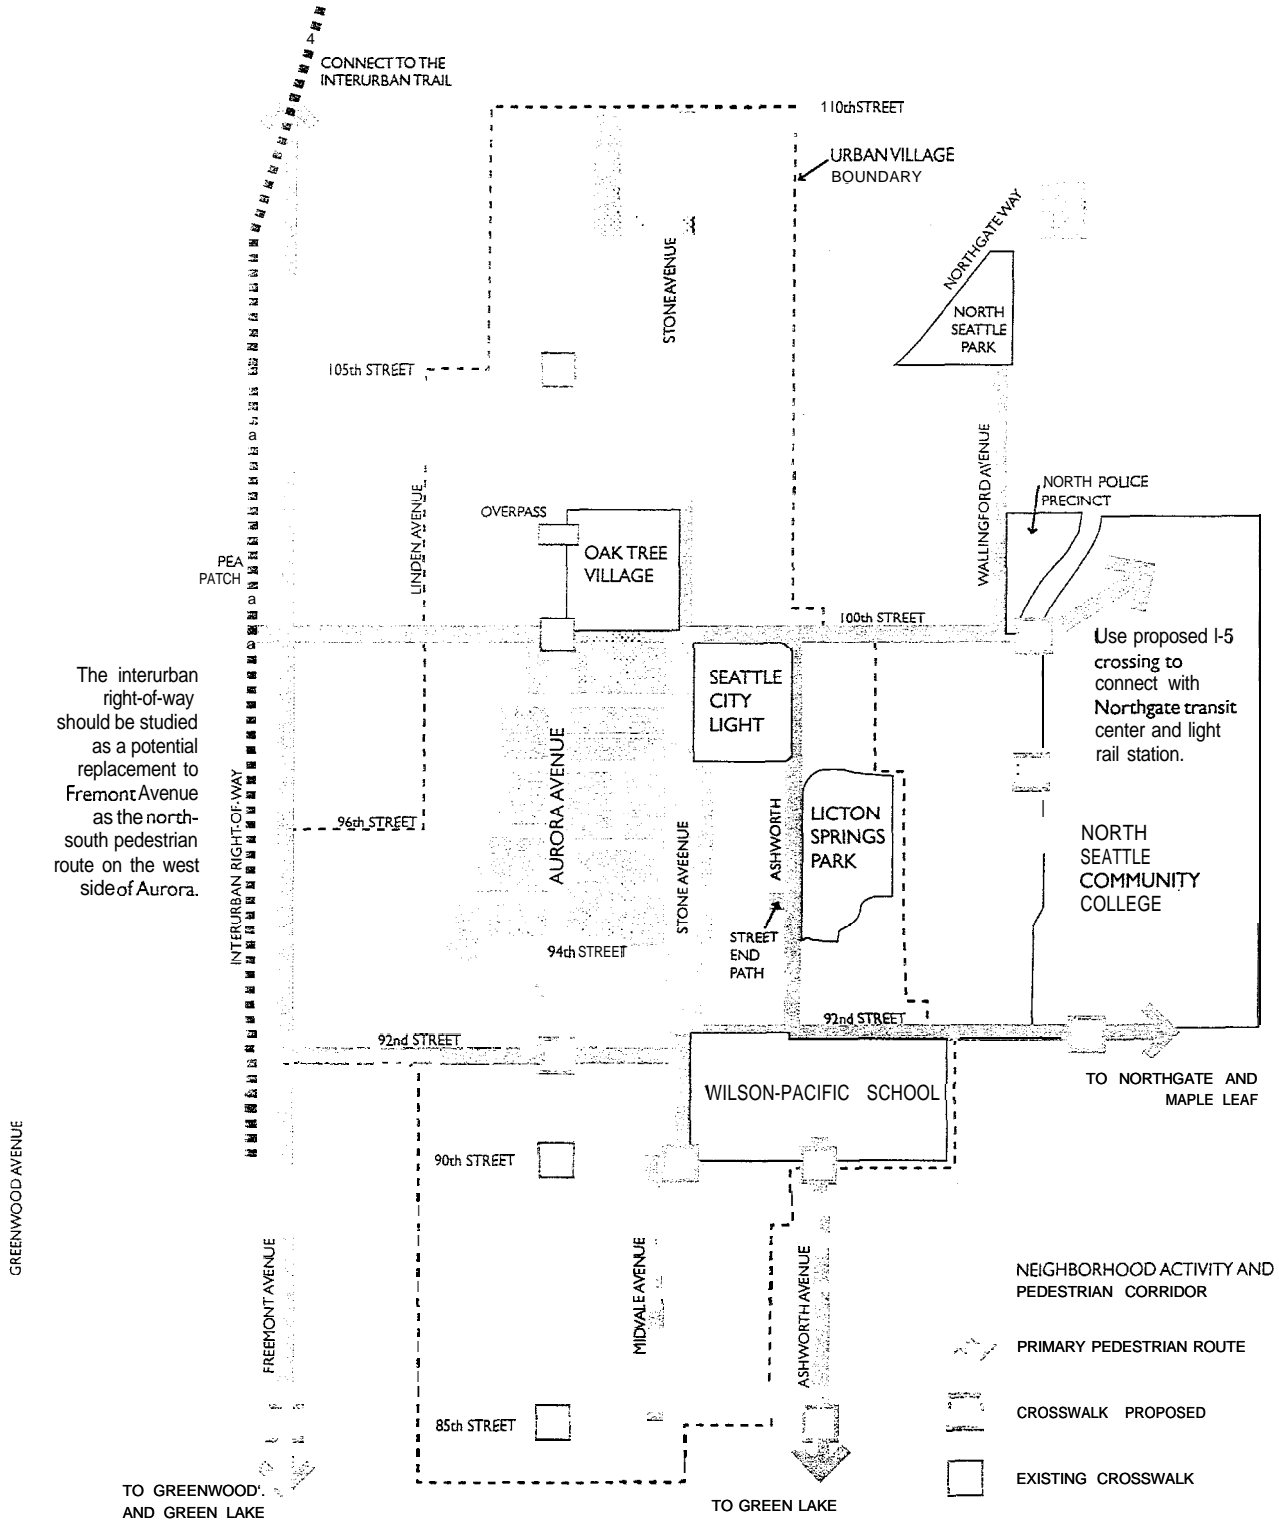 4
CONNECT TO THE
INTERURBAN TRAIL
110th STREET
URBAN VILLAGE
BOUNDARY
NORTHGATE WAY
STONE AVENUE
NORTH
SEATTLE
PARK
105th STREET
a
WALLINGFORD AVENUE
LINDEN AVENUE
NORTH POLICE
PRECINCT
OVERPASS
OAK TREE
VILLAGE
PEA
PATCH
a
a
100th STREET
a
Use proposed I-5
crossing to
connect with
Northgate transit
center and light
rail station.
The interurban
right-of-way
should be studied
as a potential
replacement to
Fremont Avenue
as the north-
south pedestrian
route on the west
side of Aurora.
SEATTLE
CITY
LIGHT
AURORA AVENUE
INTERURBAN RIGHT-OF-WAY
96th STREET
STONE AVEENUE
ASHWORTH
LICTON
SPRINGS
PARK
NORTH
SEATTLE
COMMUNITY
COLLEGE
STREET
END
PATH
94th STREET
92nd STREET
92nd STREET
WILSON-PACIFIC SCHOOL
TO NORTHGATE AND
MAPLE LEAF
GREENWOOD AVENUE
90th STREET
FREEMONT AVENUE
MIDVALE AVENUE
ASHWORTH AVENUE
NEIGHBORHOOD ACTIVITY AND
PEDESTRIAN CORRIDOR
PRIMARY PEDESTRIAN ROUTE
CROSSWALK PROPOSED
EXISTING CROSSWALK
85th STREET
TO GREENWOOD'.
AND GREEN LAKE
TO GREEN LAKE